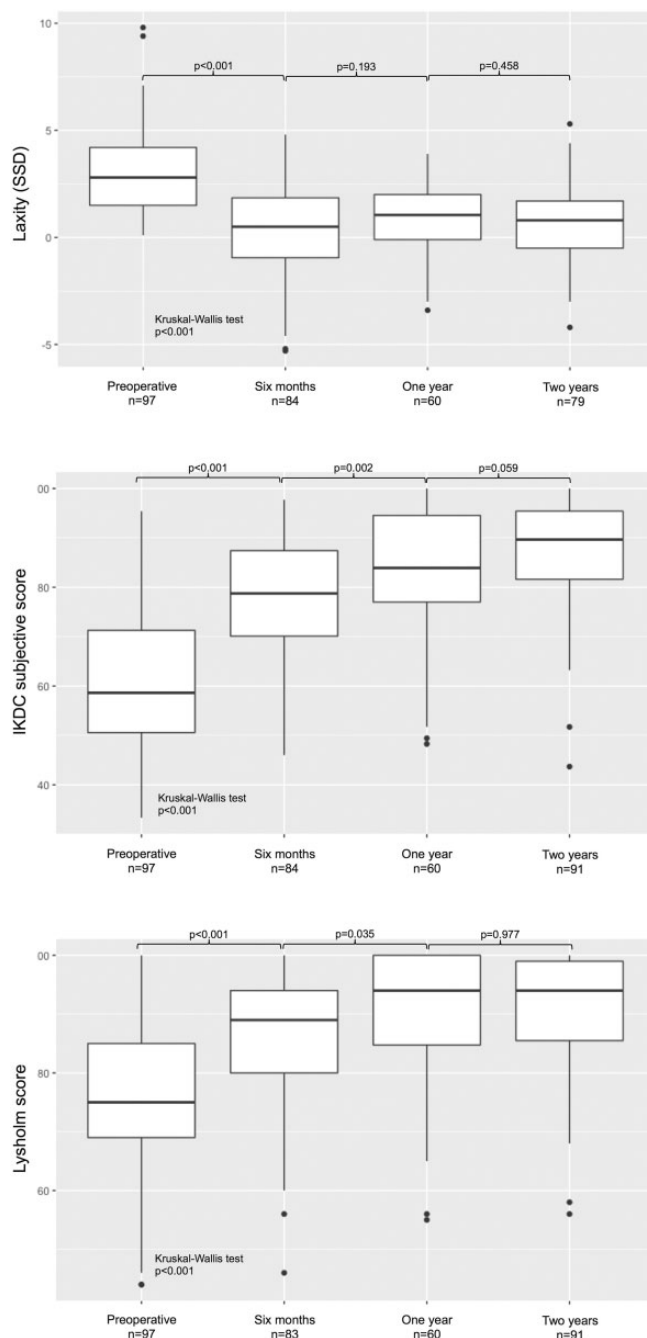 10
p<0.001
p=0.193
p=0.458
5
Laxity (SSD)
0
Kruskal-Wallis test
p<0.001
-5
Preoperative
n=97
Six months
n=84
One year
n=60
Two years
n=79
p<0.001
p=0.002
p=0.059
00
80
IKDC subjective score
60
40
Kruskal-Wallis test
p<0.001
Preoperative
n=97
Six months
n=84
One year
n=60
Two years
n=91
p<0.001
p=0.035
p=0.977
00
80
Lysholm score
60
Kruskal-Wallis test
p<0.001
Preoperative
n=97
Six months
n=83
One year
n=60
Two years
n=91